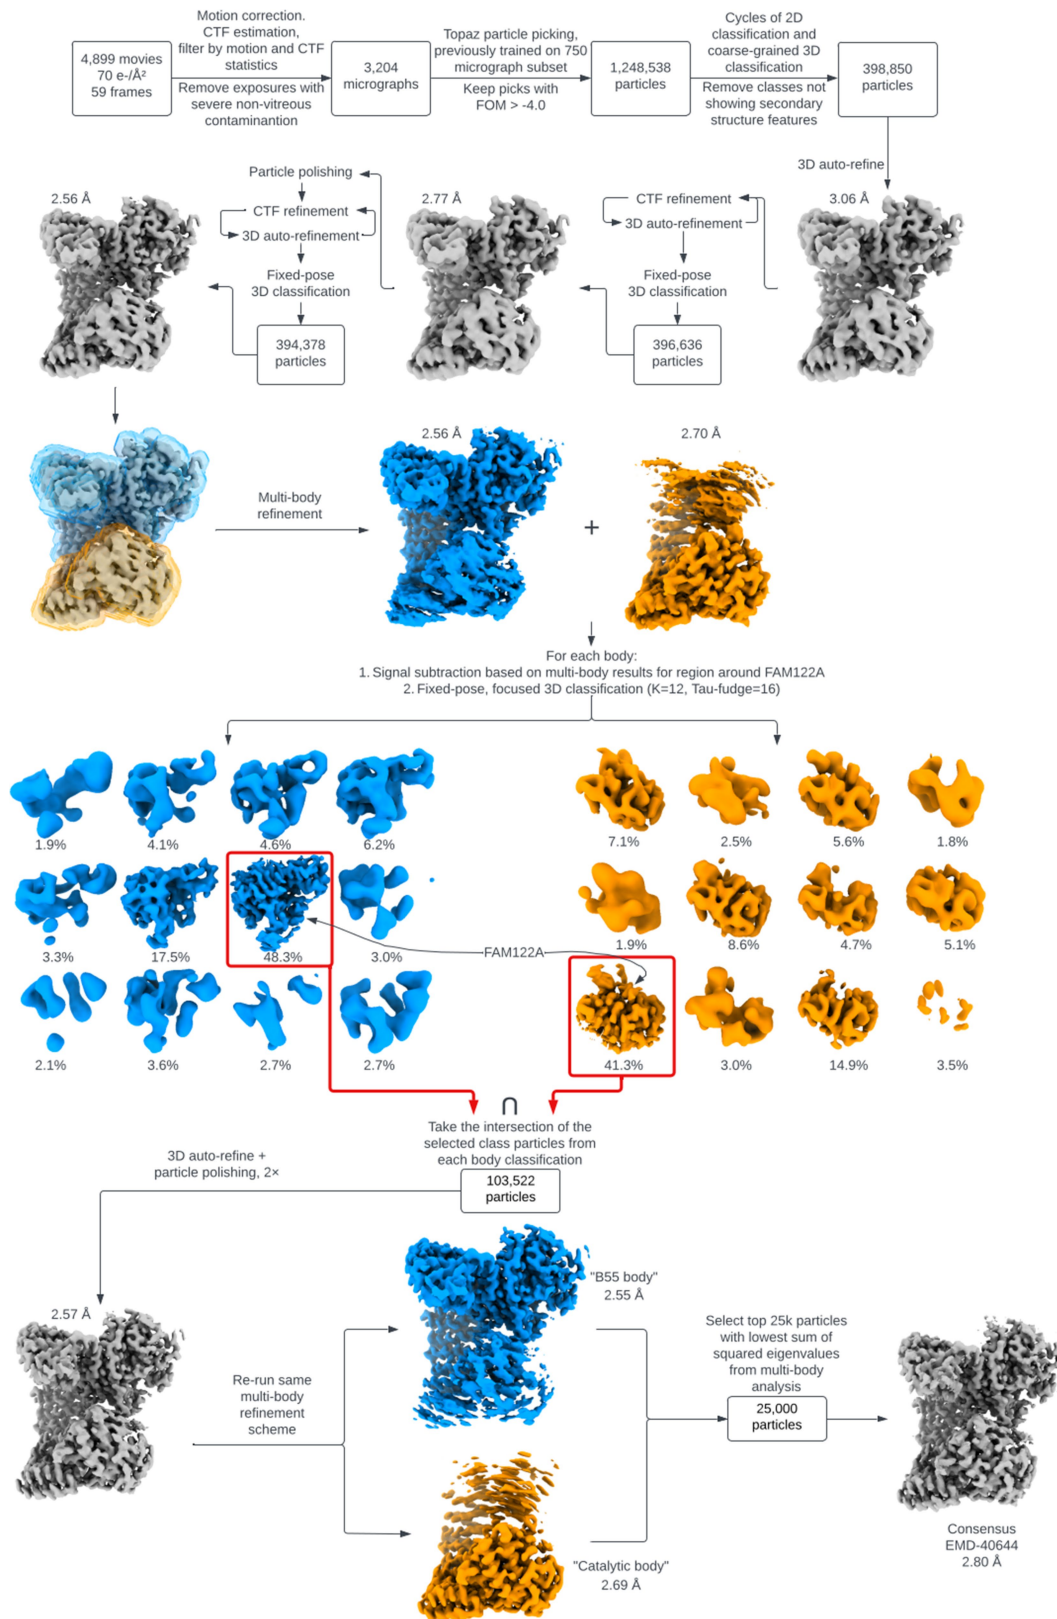 4,899 movies
70 e-/Å²
59 frames
Motion correction.
CTF estimation,
filter by motion and CTF
statistics
Remove exposures with
severe non-vitreous
contaminantion
3,204
micrographs
Topaz particle picking,
previously trained on 750
micrograph subset
Keep picks with
FOM > -4.0
1,248,538
particles
Cycles of 2D
classification and
coarse-grained 3D
classification
Remove classes not
showing secondary
structure features
398,850
particles
3D auto-refine
3.06 Å
CTF refinement
3D auto-refinement
Fixed-pose
3D classification
396,636
particles
2.77 Å
Particle polishing
CTF refinement
3D auto-refinement
Fixed-pose
3D classification
394,378
particles
2.56 Å
Multi-body
refinement
2.56 Å
+
2.70 Å
For each body:
1. Signal subtraction based on multi-body results for region around FAM122A
2. Fixed-pose, focused 3D classification (K=12, Tau-fudge=16)
1.9% 4.1% 4.6% 6.2%
7.1% 2.5% 5.6% 1.8%
3.3% 17.5% 48.3% 3.0%
FAM122A
1.9% 8.6% 4.7% 5.1%
2.1% 3.6% 2.7% 2.7%
41.3% 3.0% 14.9% 3.5%
∩
Take the intersection of the
selected class particles from
each body classification
103,522
particles
3D auto-refine +
particle polishing, 2×
2.57 Å
Re-run same
multi-body
refinement
scheme
"B55 body"
2.55 Å
"Catalytic body"
2.69 Å
Select top 25k particles
with lowest sum of
squared eigenvalues
from multi-body
analysis
25,000
particles
Consensus
EMD-40644
2.80 Å